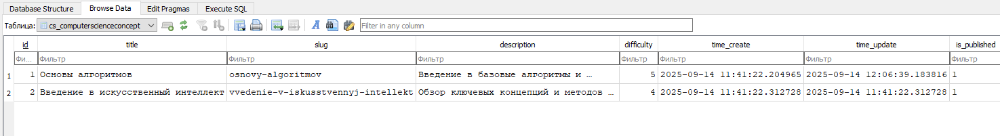 Database Structure Browse Data Edit Pragmas Execute SQL
Таблица: cs_computerscienceconcept Filter in any column
id title slug description difficulty time_create time_update is_published
Фи... Фильтр Фильтр Фильтр Фильтр Фильтр Фильтр Фильтр
1 1 Основы алгоритмов osnovy-algoritmov Введение в базовые алгоритмы и … 5 2025-09-14 11:41:22.204965 2025-09-14 12:06:39.183816 1
2 2 Введение в искусственный интеллект vvedenie-v-iskusstvennyj-intellekt Обзор ключевых концепций и методов … 4 2025-09-14 11:41:22.312728 2025-09-14 11:41:22.312728 1